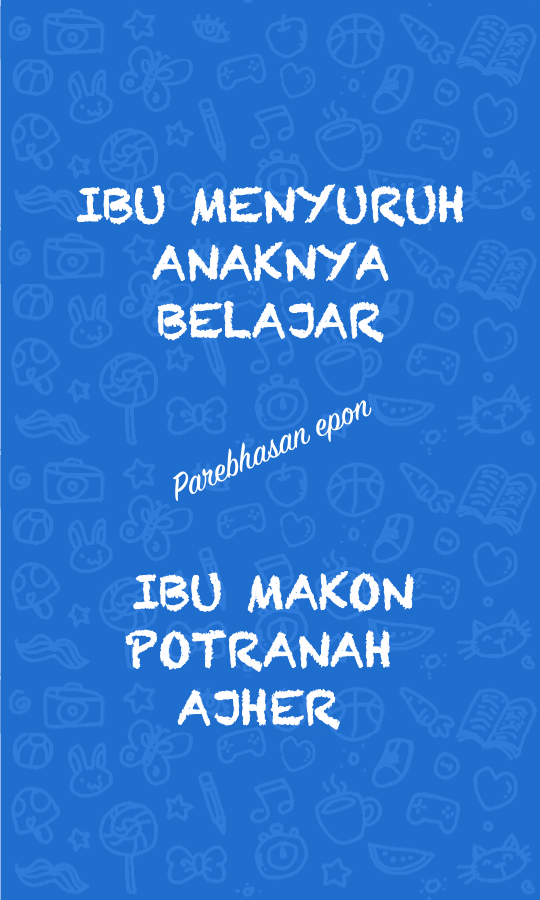 IBU MENYURUH
ANAKNYA
BELAJAR
Parebhasan epon
IBU MAKON
POTRANAH
AJHER